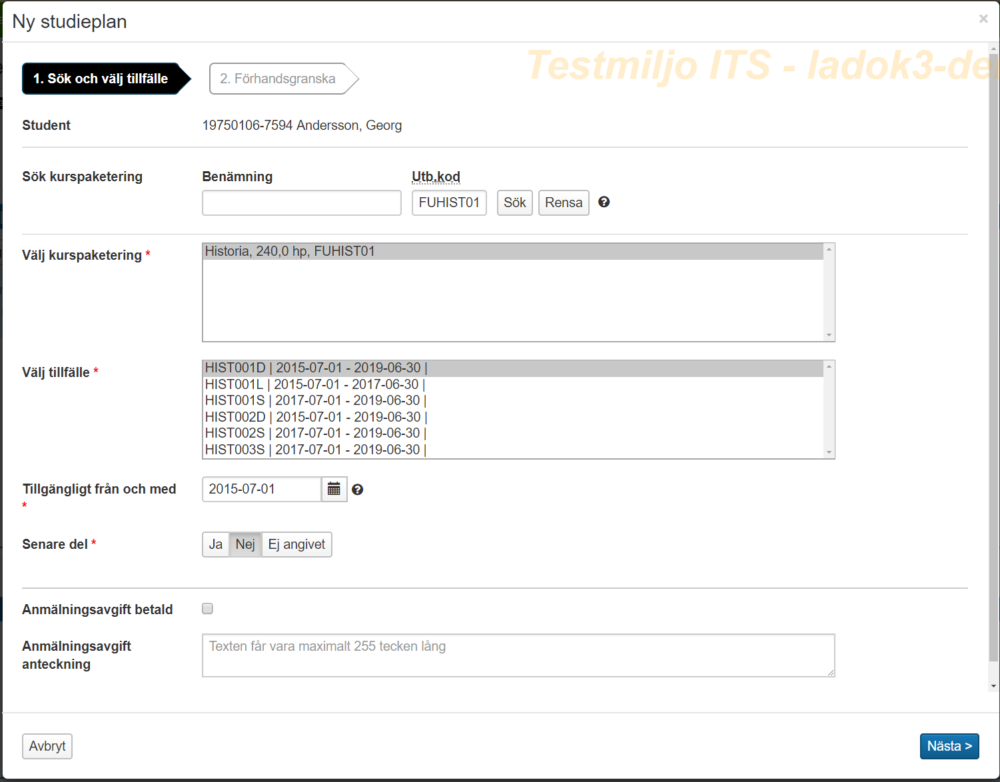 Ny studieplan
×
Testmiljo ITS - ladok3-de
1. Sök och välj tillfälle
2. Förhandsgranska
Student
19750106-7594 Andersson, Georg
Sök kurspaketering
Benämning
Utb.kod
FUHIST01
Sök
Rensa
?
Välj kurspaketering *
Historia, 240,0 hp, FUHIST01
Välj tillfälle *
HIST001D | 2015-07-01 - 2019-06-30 |
HIST001L | 2015-07-01 - 2017-06-30 |
HIST001S | 2017-07-01 - 2019-06-30 |
HIST002D | 2015-07-01 - 2019-06-30 |
HIST002S | 2017-07-01 - 2019-06-30 |
HIST003S | 2017-07-01 - 2019-06-30 |
Tillgängligt från och med
*
2015-07-01
?
Senare del *
Ja
Nej
Ej angivet
Anmälningsavgift betald
Anmälningsavgift
anteckning
Texten får vara maximalt 255 tecken lång
Avbryt
Nästa >